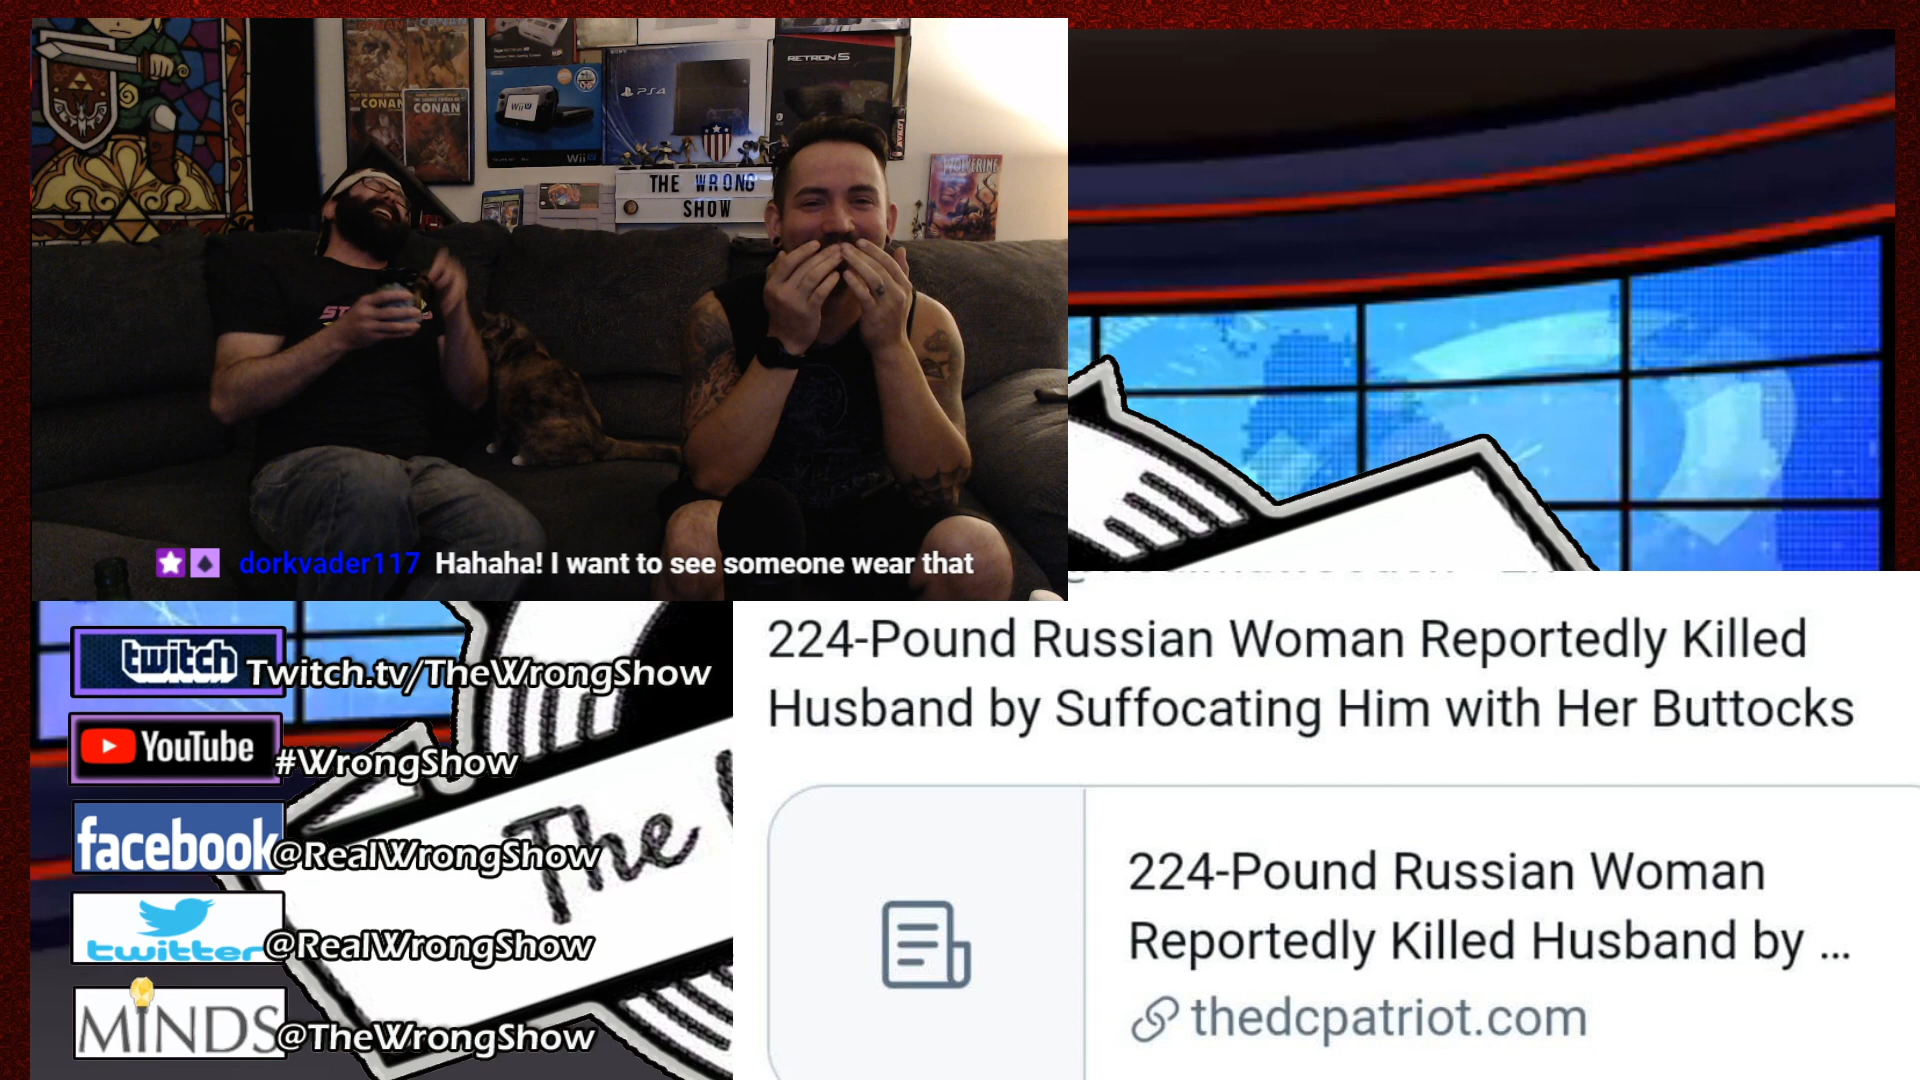 CONAN
CONAN
Wii U
WiiU
PS4
RETRON 5
WOLVERINE
THE WRONG
SHOW
dorkvader117 Hahaha! I want to see someone wear that
twitch Twitch.tv/TheWrongShow
YouTube #WrongShow
facebook @RealWrongShow
twitter @RealWrongShow
MINDS @TheWrongShow
The
224-Pound Russian Woman Reportedly Killed
Husband by Suffocating Him with Her Buttocks
224-Pound Russian Woman
Reportedly Killed Husband by ...
thedcpatriot.com